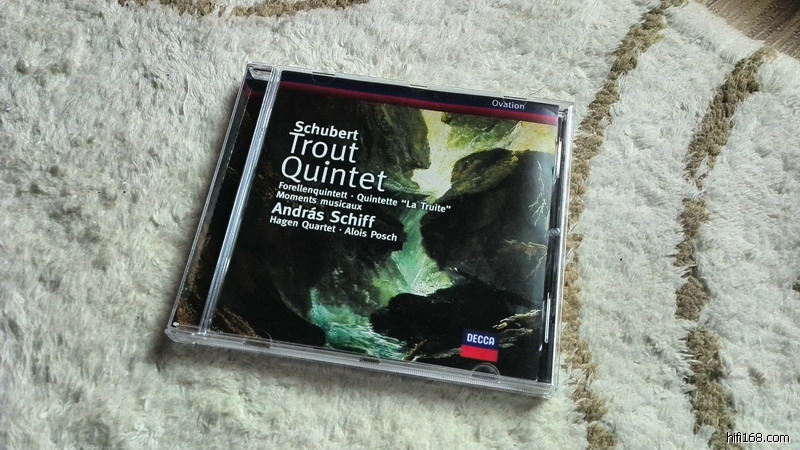 Ovation
Schubert
Trout
Quintet
Forellenquintett · Quintette "La Truite"
Moments musicaux
András Schiff
Hagen Quartet · Alois Posch
DECCA
hifi168.com